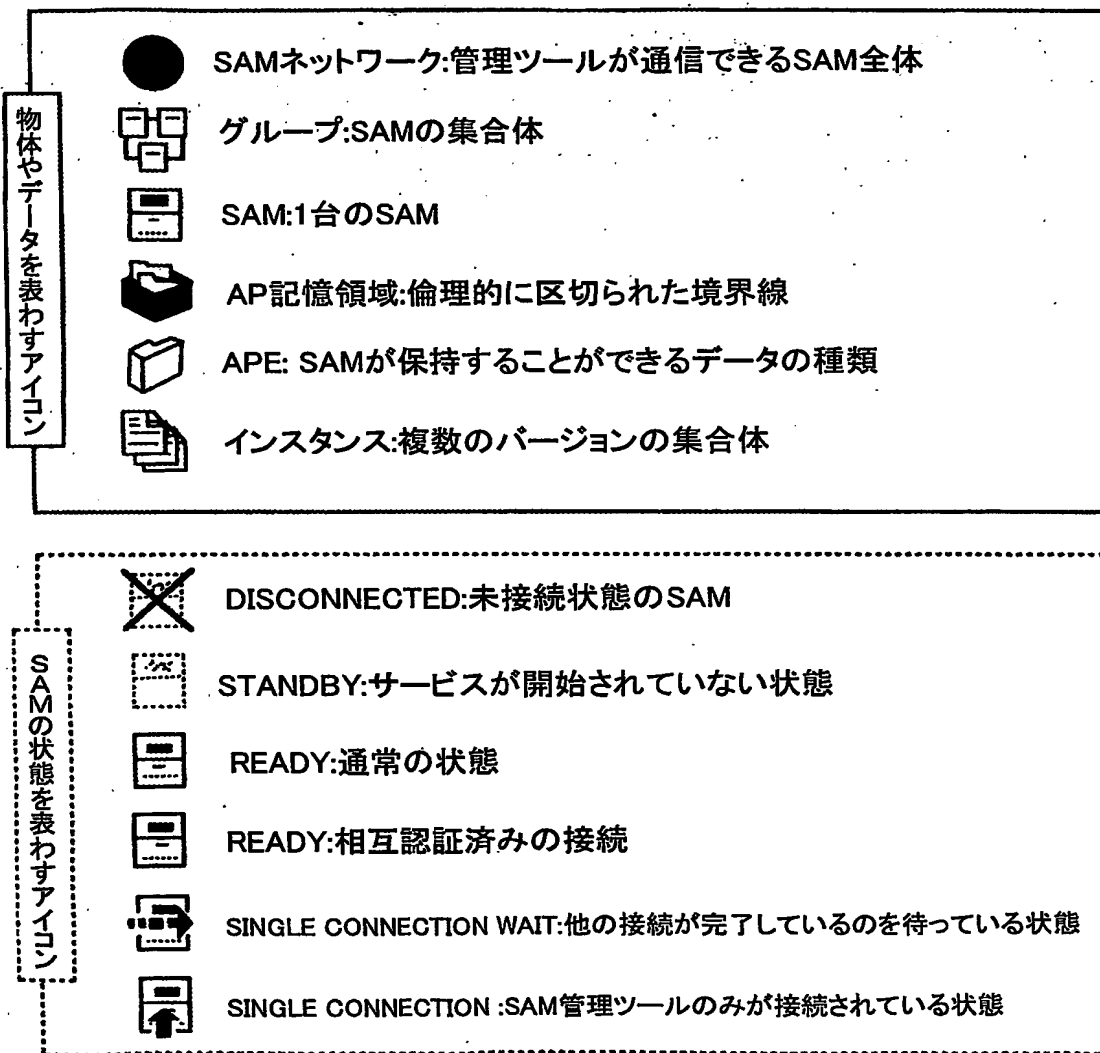 物体やデータを表わすアイコン
SAMネットワーク:管理ツールが通信できるSAM全体
グループ:SAMの集合体
SAM:1台のSAM
AP記憶領域:倫理的に区切られた境界線
APE: SAMが保持することができるデータの種類
インスタンス:複数のバージョンの集合体
SAMの状態を表わすアイコン
DISCONNECTED:未接続状態のSAM
STANDBY:サービスが開始されていない状態
READY:通常の状態
READY:相互認証済みの接続
SINGLE CONNECTION WAIT:他の接続が完了しているのを待っている状態
SINGLE CONNECTION :SAM管理ツールのみが接続されている状態